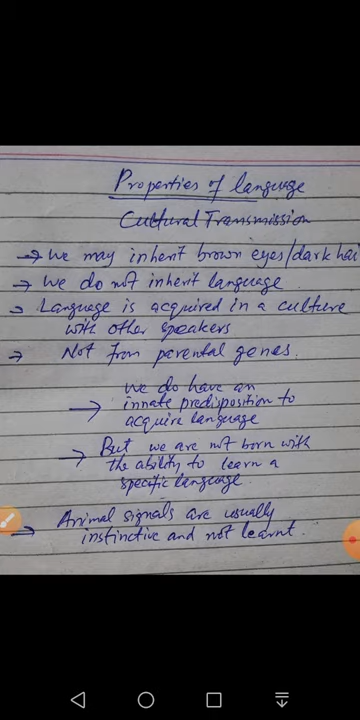 Properties of language
Cultural Transmission
→ we may inherit brown eyes/dark hai
→ we do not inherit language.
→ Language is acquired in a culture
with other speakers
→ Not from parental genes.
we do have an
→ innate predisposition to
acquire language
→ But we are not born with
the ability to learn a
specific language.
→ Animal signals are usually
instinctive and not learnt.